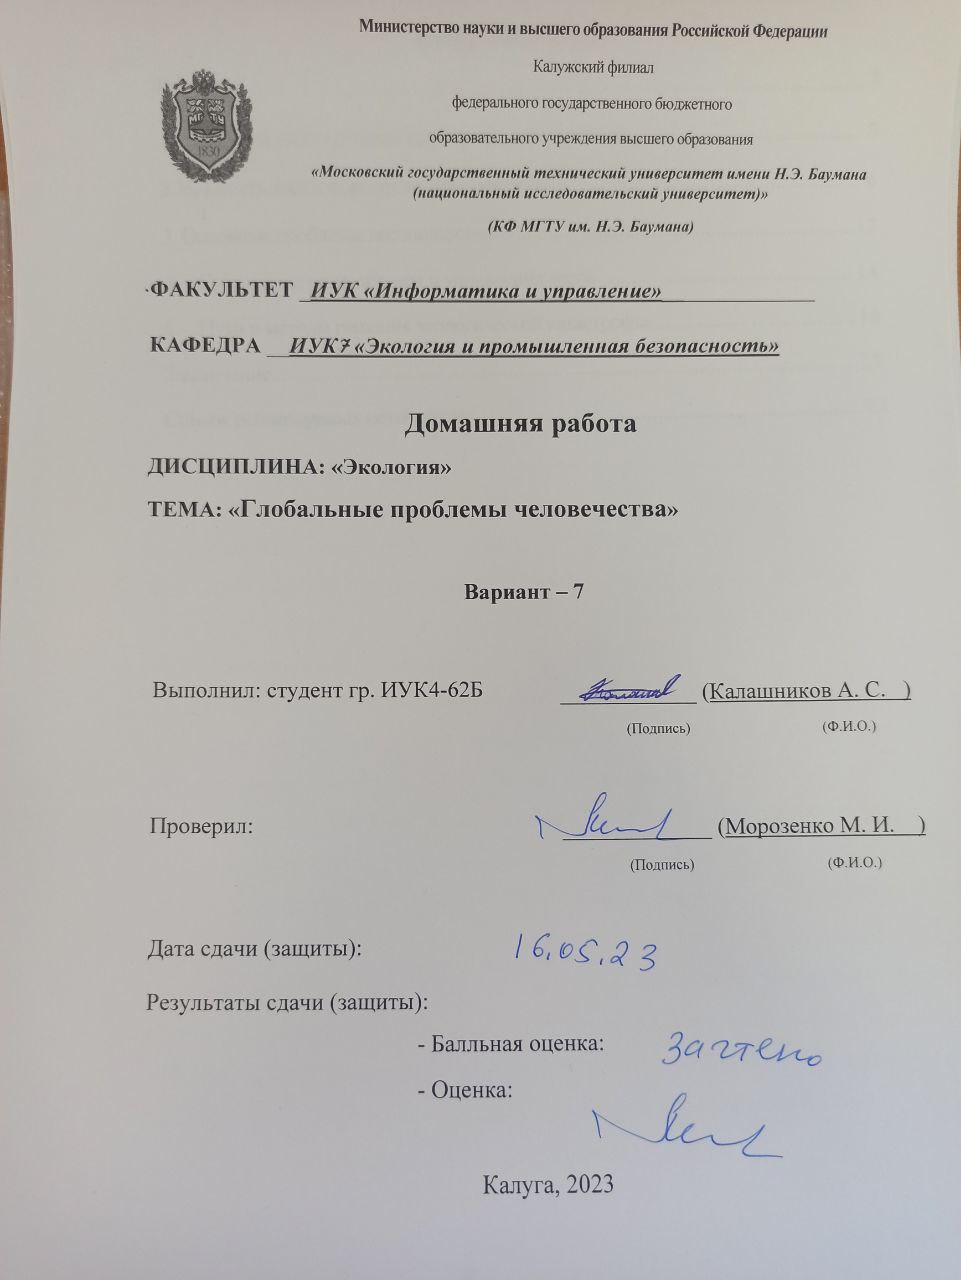 Министерство науки и высшего образования Российской Федерации
Калужский филиал
федерального государственного бюджетного
образовательного учреждения высшего образования
МГТУ
1830
«Московский государственный технический университет имени Н.Э. Баумана
(национальный исследовательский университет)»
(КФ МГТУ им. Н.Э. Баумана)
ФАКУЛЬТЕТ ИУК «Информатика и управление»
КАФЕДРА ИУК7 «Экология и промышленная безопасность»
Домашняя работа
ДИСЦИПЛИНА: «Экология»
ТЕМА: «Глобальные проблемы человечества»
Вариант – 7
Выполнил: студент гр. ИУК4-62Б (Калашников А. С. )
(Подпись) (Ф.И.О.)
Проверил: (Морозенко М. И. )
(Подпись) (Ф.И.О.)
Дата сдачи (защиты): 16.05.23
Результаты сдачи (защиты):
- Балльная оценка: Зачтено
- Оценка:
Калуга, 2023